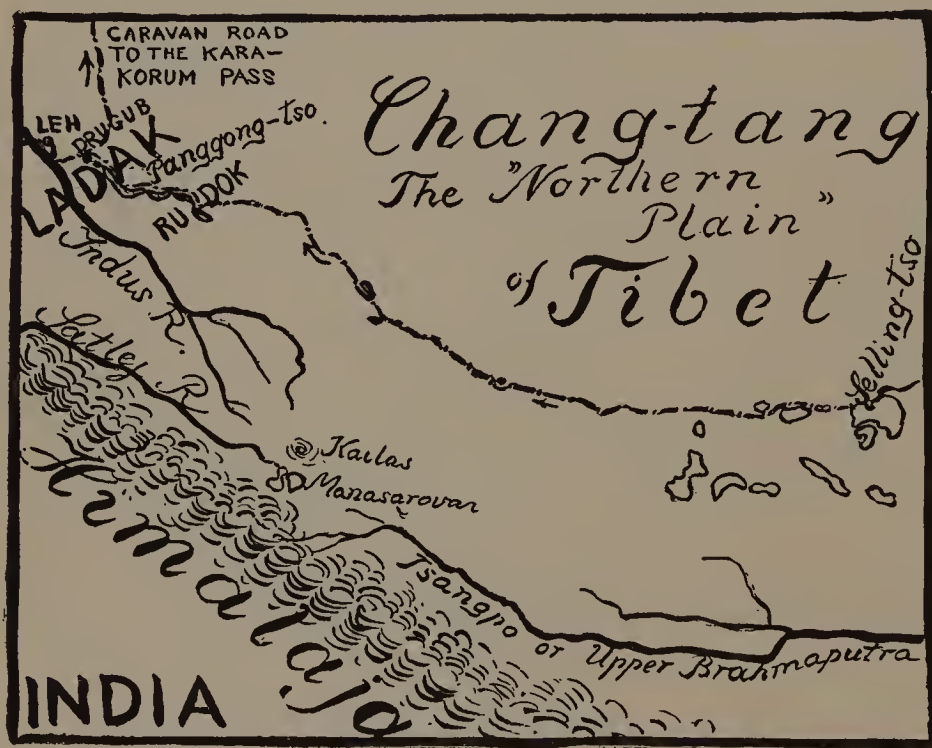 CARAVAN ROAD
TO THE KARA-
KORUM PASS
LEH
DRUGUB
LADAK
Panggong-tso.
RUDOK
Chang-tang
The "Northern
Plain"
of Tibet
Selling-tso
Indus R.
Satlej R.
Kailas
Manasarovar
Himalaja
Tsangpo
or Upper Brahmaputra
INDIA